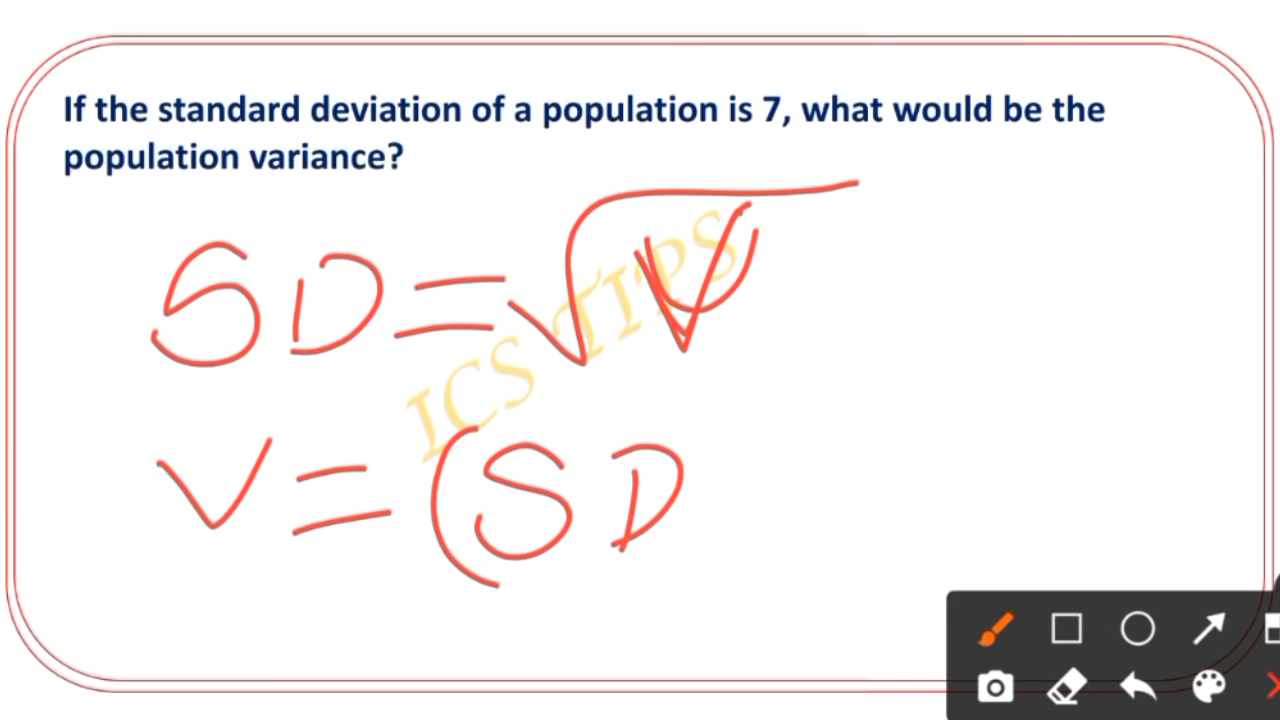 If the standard deviation of a population is 7, what would be the
population variance?
SD=√V
ICS TIPS
V=(SD